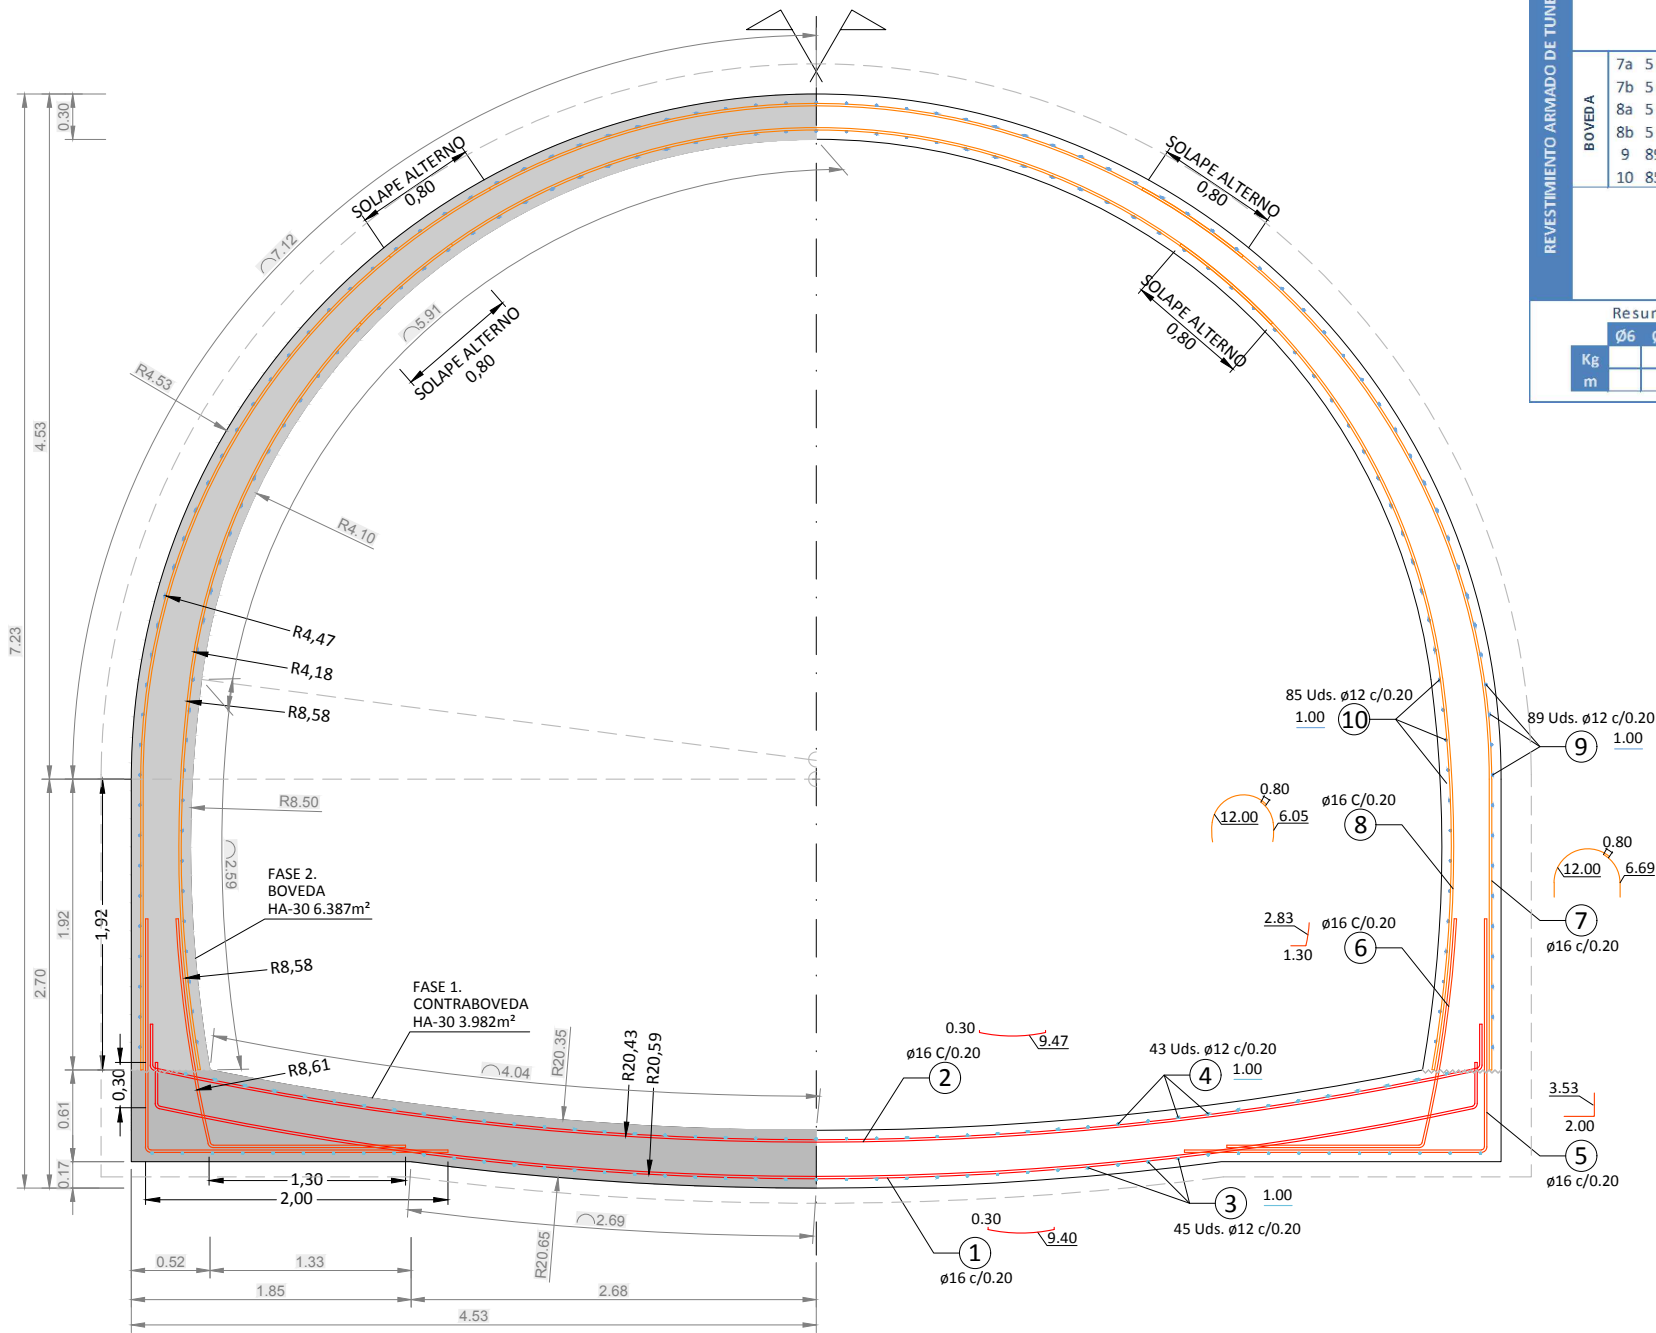 REVESTIMIENTO ARMADO DE TUNE
BOVEDA
7a 5
7b 5
8a 5
8b 5
9 89
10 85
Resur
Ø6
Kg
m
0.30
SOLAPE ALTERNO
0,80
SOLAPE ALTERNO
0,80
7.12
5.91
SOLAPE ALTERNO
0,80
SOLAPE ALTERNO
0,80
R4.53
4.53
R4.10
7.23
R4,47
R4,18
R8,58
85 Uds. ø12 c/0.20
1.00
10
89 Uds. ø12 c/0.20
1.00
9
R8.50
0.80
12.00
6.05
ø16 C/0.20
8
2.59
0.80
12.00
6.69
FASE 2.
BOVEDA
HA-30 6.387m²
1.92
1,92
2.70
7
ø16 c/0.20
2.83
1.30
ø16 C/0.20
6
R8,58
FASE 1.
CONTRABOVEDA
HA-30 3.982m²
R20.35
R20,43
R20,59
0.30
9.47
ø16 C/0.20
2
43 Uds. ø12 c/0.20
4
1.00
R8,61
4.04
0,30
0.61
3.53
2.00
5
ø16 c/0.20
0.17
1,30
2,00
2.69
R20.65
0.30
9.40
1
ø16 c/0.20
3
1.00
45 Uds. ø12 c/0.20
0.52
1.33
1.85
2.68
4.53